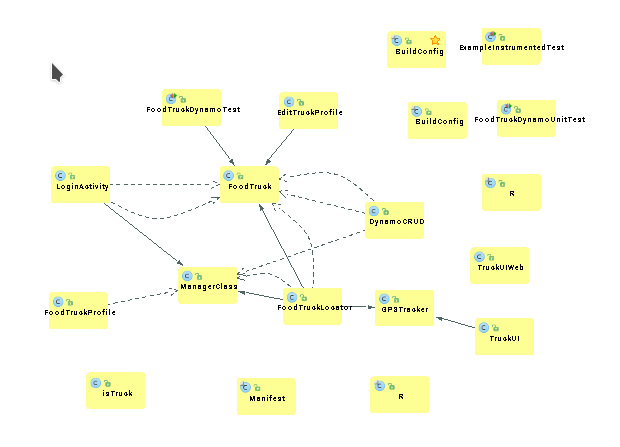 BuildConfig
ExampleInstrumentedTest
FoodTruckDynamoTest
EditTruckProfile
BuildConfig
FoodTruckDynamoUnitTest
LoginActivity
FoodTruck
R
DynamoCRUD
TruckUIWeb
ManagerClass
FoodTruckProfile
FoodTruckLocator
GPSTracker
TruckUI
isTruck
Manifest
R